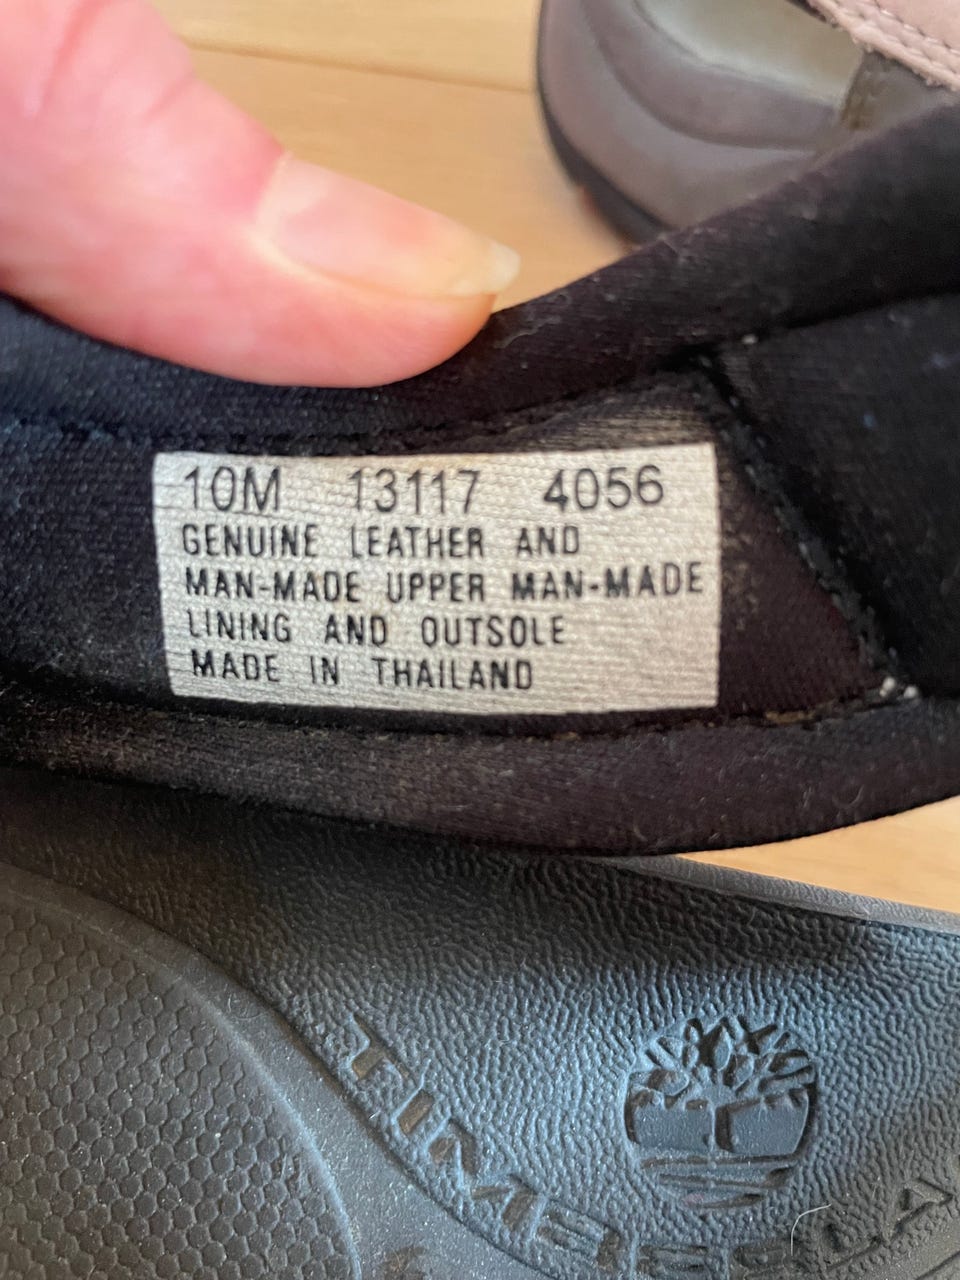 10M 13117 4056
GENUINE LEATHER AND
MAN-MADE UPPER MAN-MADE
LINING AND OUTSOLE
MADE IN THAILAND